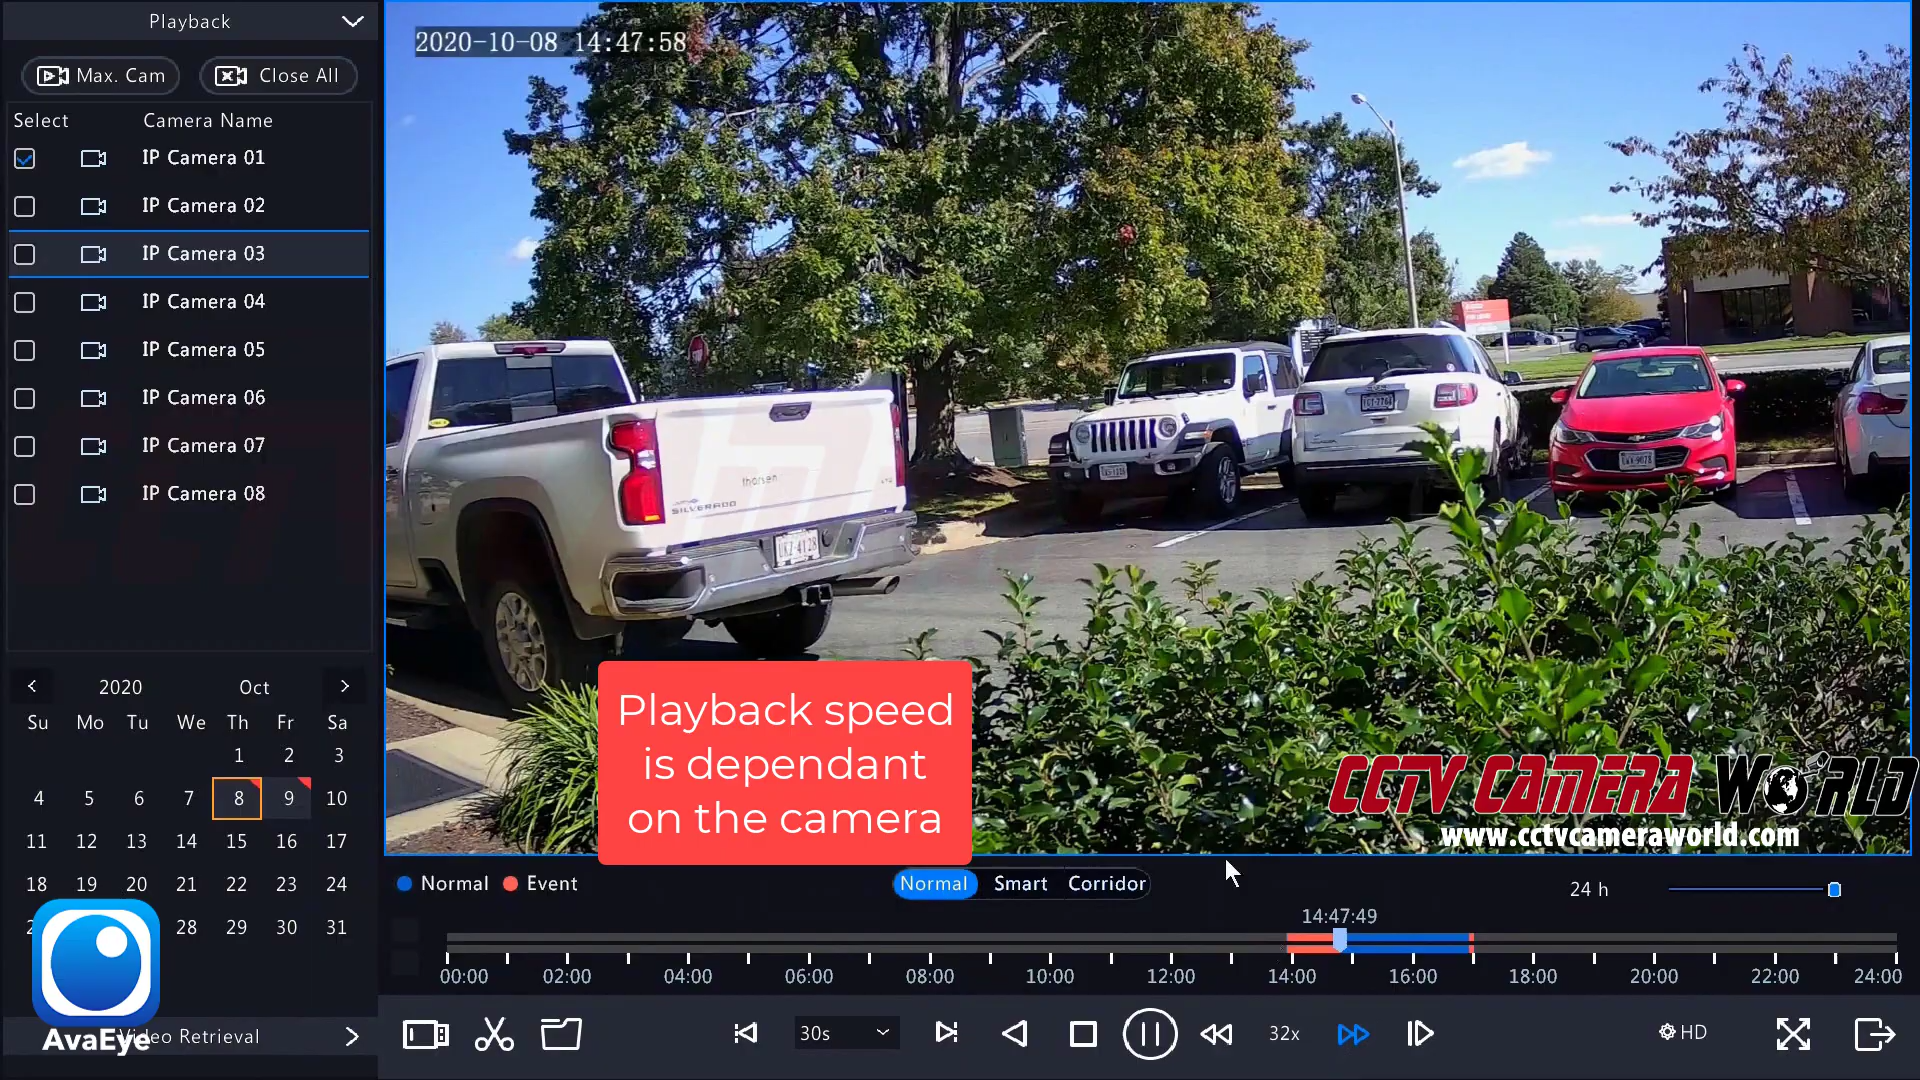 Playback
Max. Cam
Close All
Select
Camera Name
IP Camera 01
IP Camera 02
IP Camera 03
IP Camera 04
IP Camera 05
IP Camera 06
IP Camera 07
IP Camera 08
2020 Oct
Su Mo Tu We Th Fr Sa
1 2 3
4 5 6 7 8 9 10
11 12 13 14 15 16 17
18 19 20 21 22 23 24
28 29 30 31
AvaEye
Retrieval
2020-10-08 14:47:58
SILVERADO
Playback speed
is dependant
on the camera
CCTV CAMERA WORLD
www.cctvcameraworld.com
Normal
Event
Normal
Smart
Corridor
24 h
14:47:49
00:00 02:00 04:00 06:00 08:00 10:00 12:00 14:00 16:00 18:00 20:00 22:00 24:00
30s
32x
HD